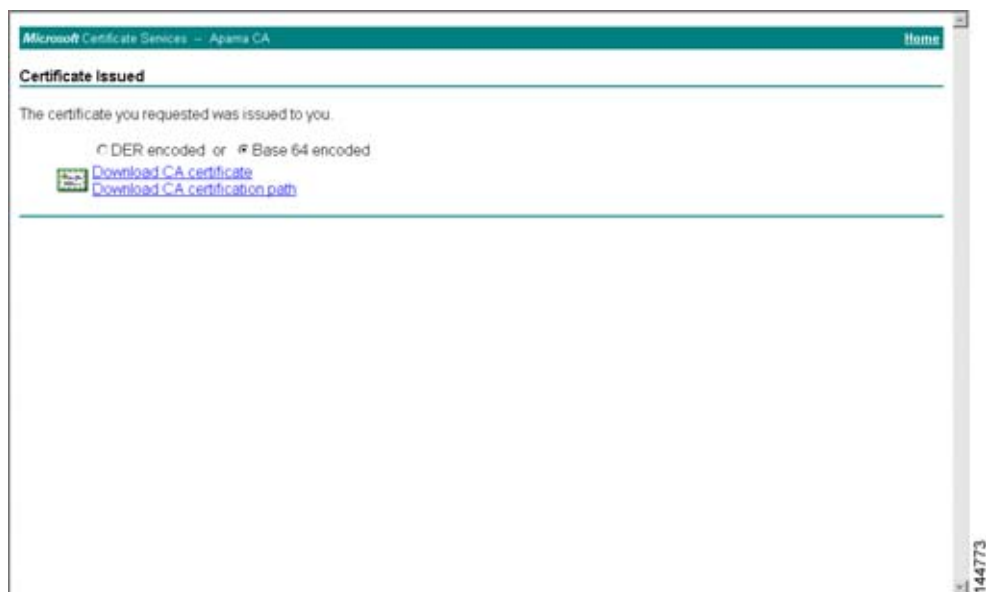 Microsoft Certificate Services -- Aparna CA Home
Certificate Issued
The certificate you requested was issued to you.
DER encoded or Base 64 encoded
Download CA certificate
Download CA certification path
144773